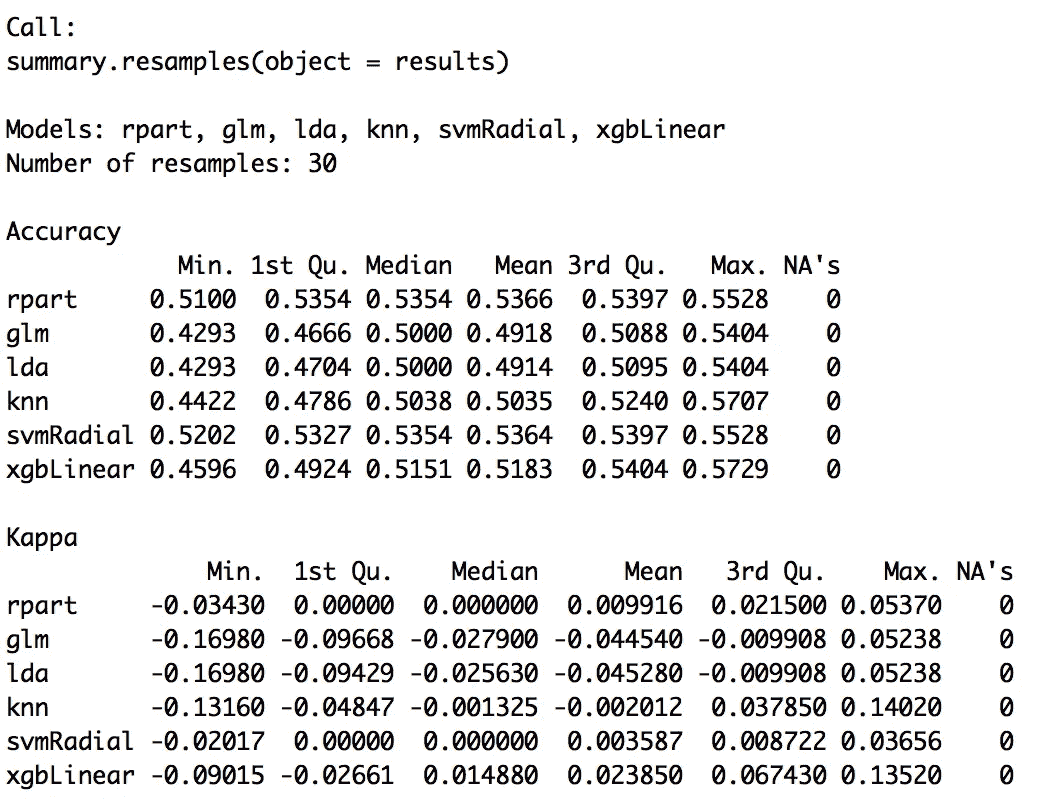 Call:
summary.resamples(object = results)

Models: rpart, glm, lda, knn, svmRadial, xgbLinear
Number of resamples: 30

Accuracy
            Min. 1st Qu. Median   Mean 3rd Qu.   Max. NA's
rpart     0.5100  0.5354 0.5354 0.5366  0.5397 0.5528    0
glm       0.4293  0.4666 0.5000 0.4918  0.5088 0.5404    0
lda       0.4293  0.4704 0.5000 0.4914  0.5095 0.5404    0
knn       0.4422  0.4786 0.5038 0.5035  0.5240 0.5707    0
svmRadial 0.5202  0.5327 0.5354 0.5364  0.5397 0.5528    0
xgbLinear 0.4596  0.4924 0.5151 0.5183  0.5404 0.5729    0

Kappa
              Min.  1st Qu.    Median      Mean   3rd Qu.    Max. NA's
rpart     -0.03430  0.00000  0.000000  0.009916  0.021500 0.05370    0
glm       -0.16980 -0.09668 -0.027900 -0.044540 -0.009908 0.05238    0
lda       -0.16980 -0.09429 -0.025630 -0.045280 -0.009908 0.05238    0
knn       -0.13160 -0.04847 -0.001325 -0.002012  0.037850 0.14020    0
svmRadial -0.02017  0.00000  0.000000  0.003587  0.008722 0.03656    0
xgbLinear -0.09015 -0.02661  0.014880  0.023850  0.067430 0.13520    0